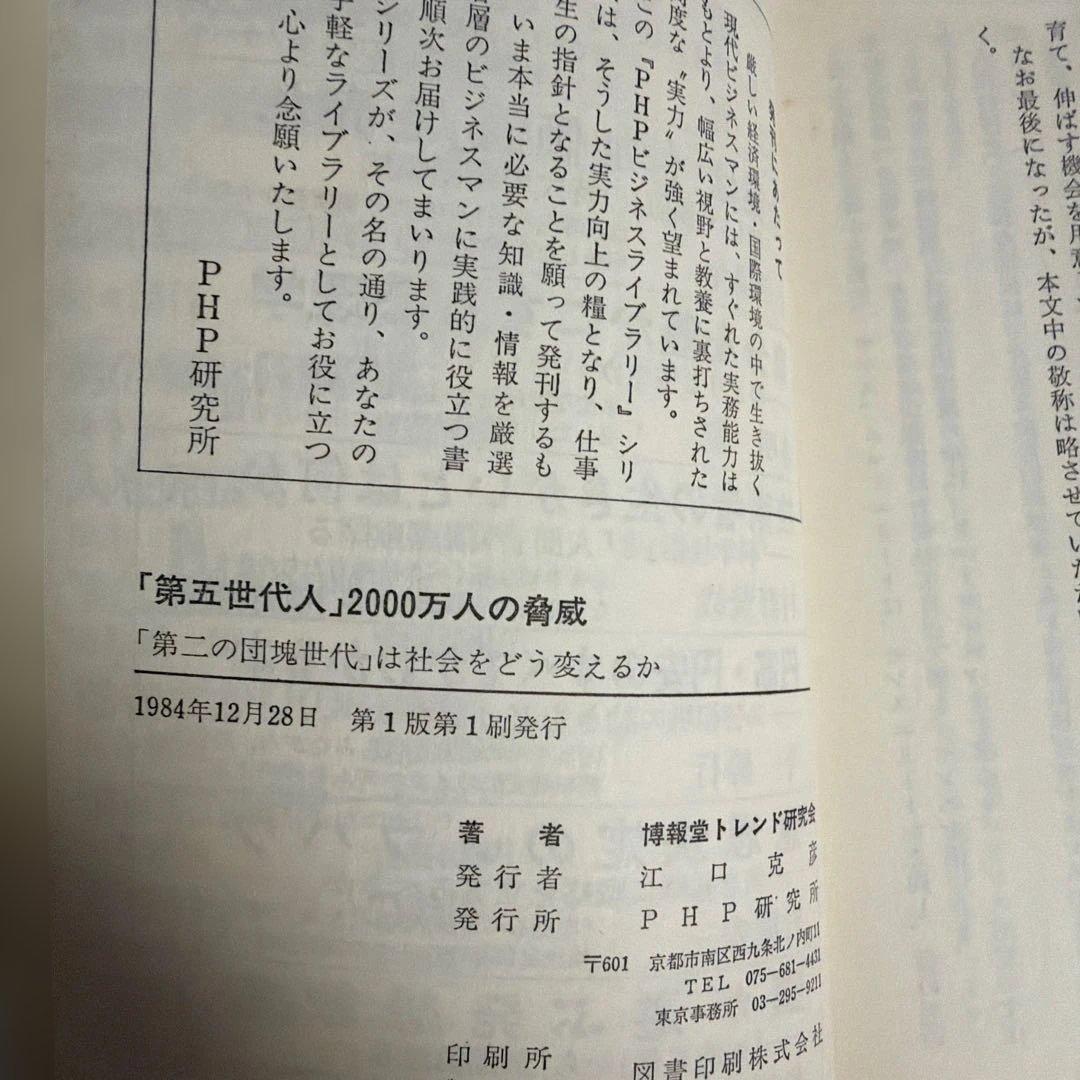 育て、伸ばす機会を用意
なお最後になったが、本文中の敬称は略させていただ
く。
にあたって
厳しい経済環境・国際環境の中で生き抜く
現代ビジネスマンには、すぐれた実務能力は
もとより、幅広い視野と教養に裏打ちされた
度な〝実力〟が強く望まれています。
この『PHPビジネスライブラリー』シリ
は、そうした実力向上の糧となり、仕事
生の指針となることを願って発刊するも
いま本当に必要な知識・情報を厳選
層のビジネスマンに実践的に役立つ書
順次お届けしてまいります。
シリーズが、その名の通り、あなたの
手軽なライブラリーとしてお役に立つ
心より念願いたします。
PHP研究所
「第五世代人」2000万人の脅威
「第二の団塊世代」は社会をどう変えるか
1984年12月28日 第1版第1刷発行
著者 博報堂トレンド研究会
発行者 江口克彦
発行所 PHP研究所
〒601 京都市南区西九条北ノ内町11
TEL 075-681-4431
東京事務所 03-295-9211
印刷所 図書印刷株式会社